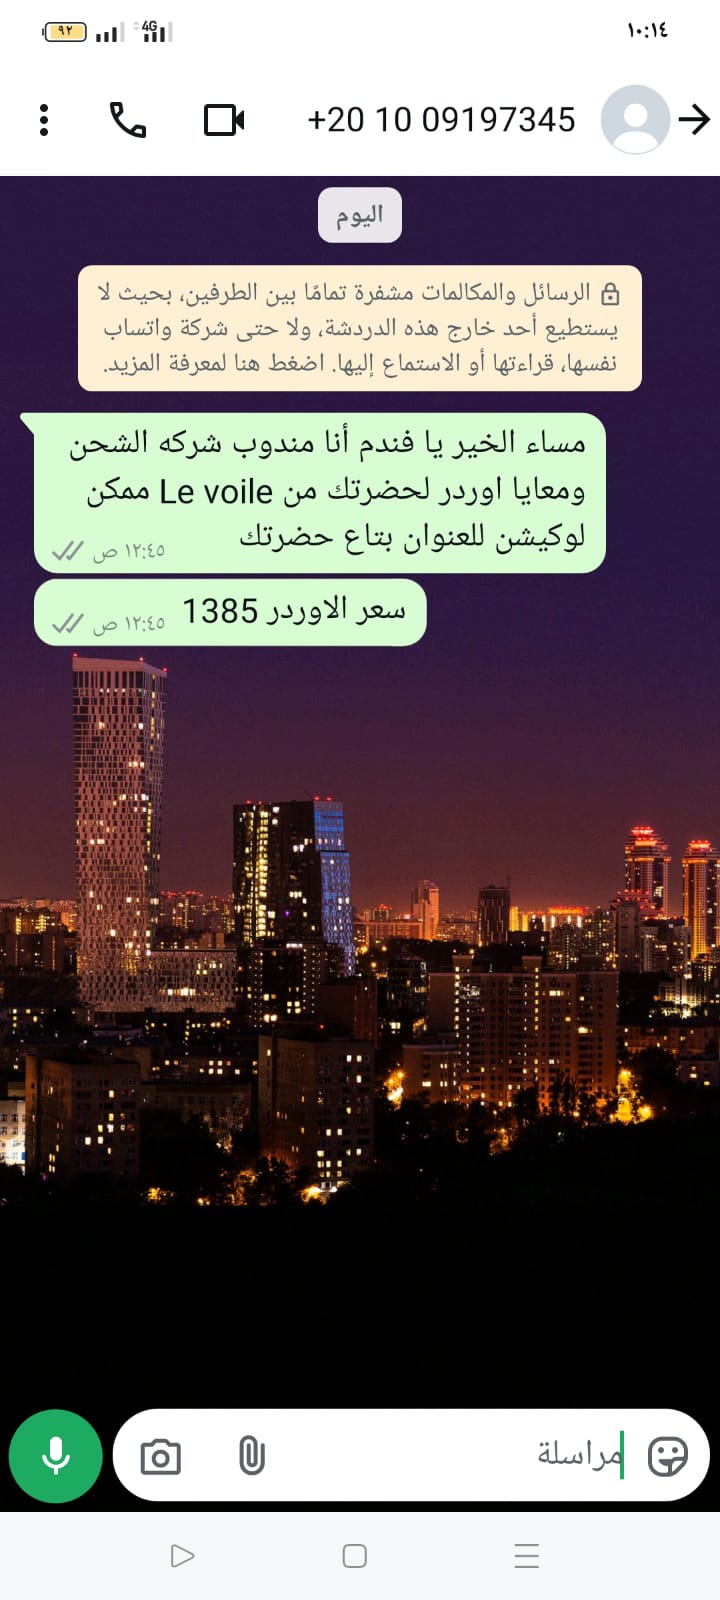 ٩٢
4G
١٠:١٤
+20 10 09197345
اليوم
الرسائل والمكالمات مشفرة تمامًا بين الطرفين، بحيث لا
يستطيع أحد خارج هذه الدردشة، ولا حتى شركة واتساب
نفسها، قراءتها أو الاستماع إليها. اضغط هنا لمعرفة المزيد.
مساء الخير يا فندم أنا مندوب شركه الشحن
ومعايا اوردر لحضرتك من Le voile ممكن
لوكيشن للعنوان بتاع حضرتك
١٢:٤٥ ص
سعر الاوردر 1385
١٢:٤٥ ص
مراسلة